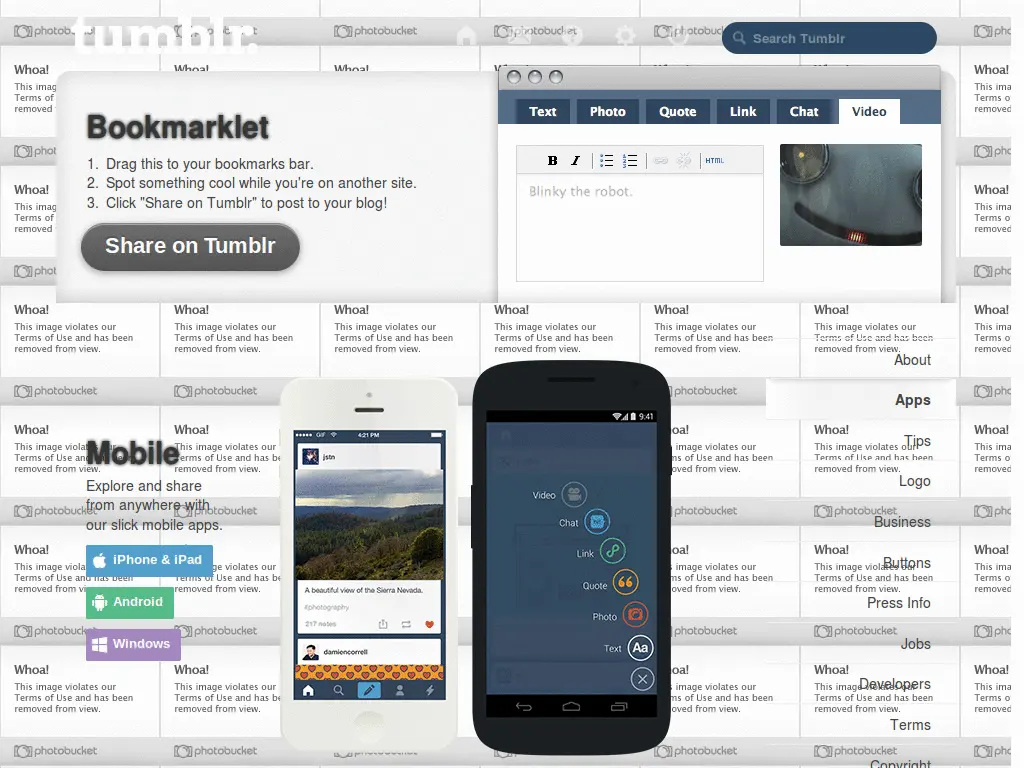 tumblr.
Search Tumblr
Bookmarklet
1. Drag this to your bookmarks bar.
2. Spot something cool while you're on another site.
3. Click "Share on Tumblr" to post to your blog!
Share on Tumblr
Text Photo Quote Link Chat Video
B I HTML
Blinky the robot.
photobucket
Whoa!
This image violates our
Terms of Use and has been
removed from view.
About
Apps
Tips
Logo
Business
Buttons
Press Info
Jobs
Developers
Terms
Copyright
Mobile
Explore and share
from anywhere with
our slick mobile apps.
iPhone & iPad
Android
Windows
GIF 4:21 PM
jstn
A beautiful view of the Sierra Nevada.
#photography
217 notes
damiencorrell
9:41
Video
Chat
Link
Quote
Photo
Text Aa